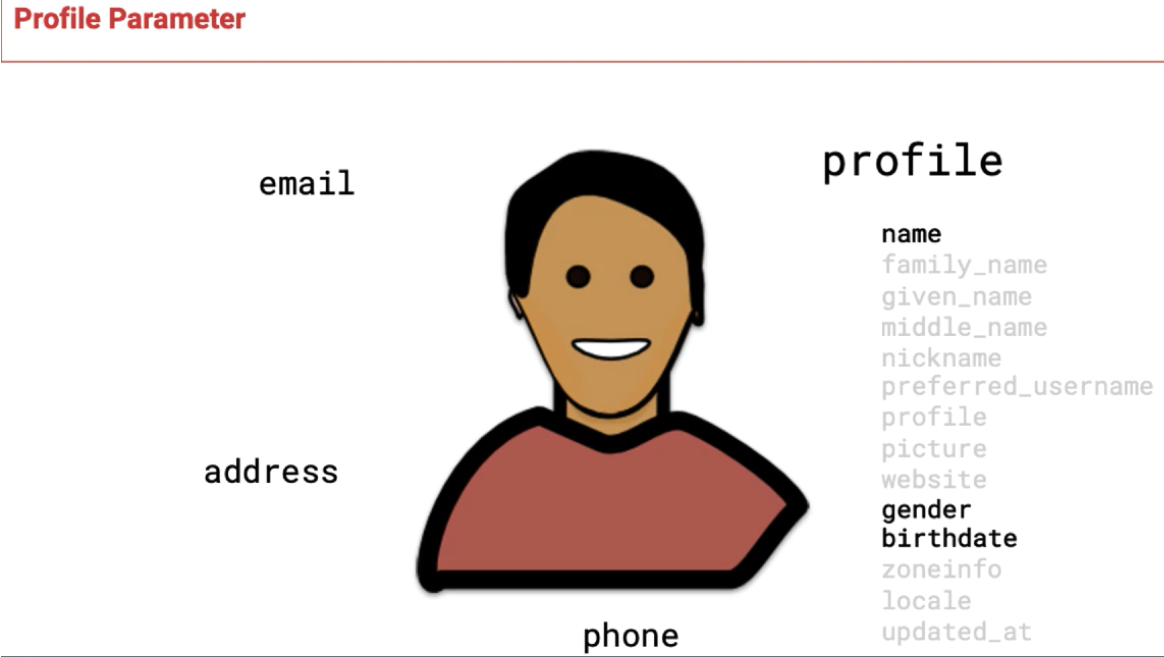 Profile Parameter
email
profile
name
family_name
given_name
middle_name
nickname
preferred_username
profile
picture
website
gender
birthdate
zoneinfo
locale
updated_at
address
phone